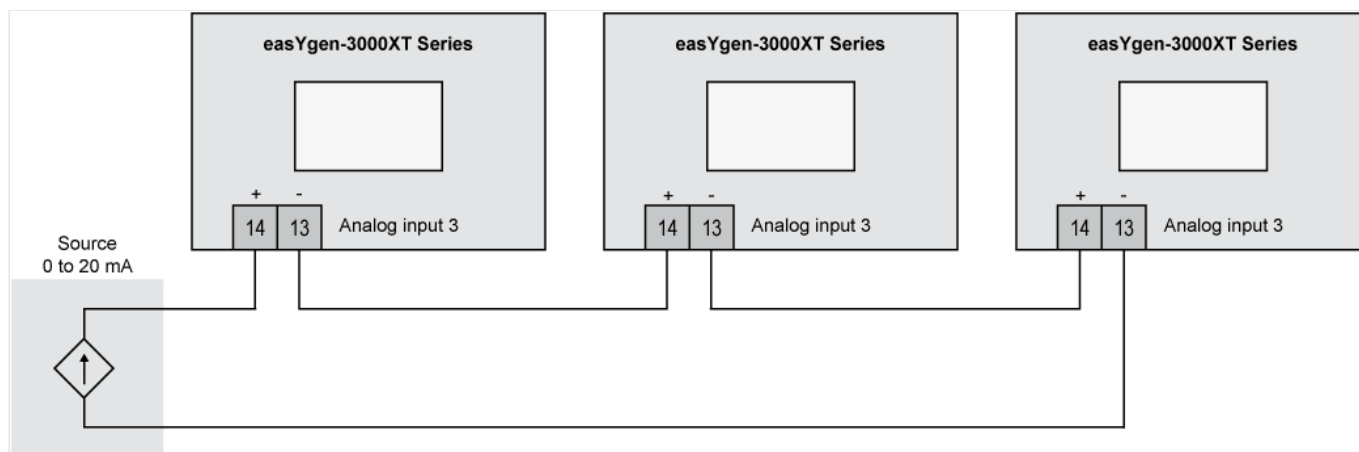 easYgen-3000XT Series
easYgen-3000XT Series
easYgen-3000XT Series
+ -
+ -
+ -
14 13 Analog input 3
14 13 Analog input 3
14 13 Analog input 3
Source
0 to 20 mA